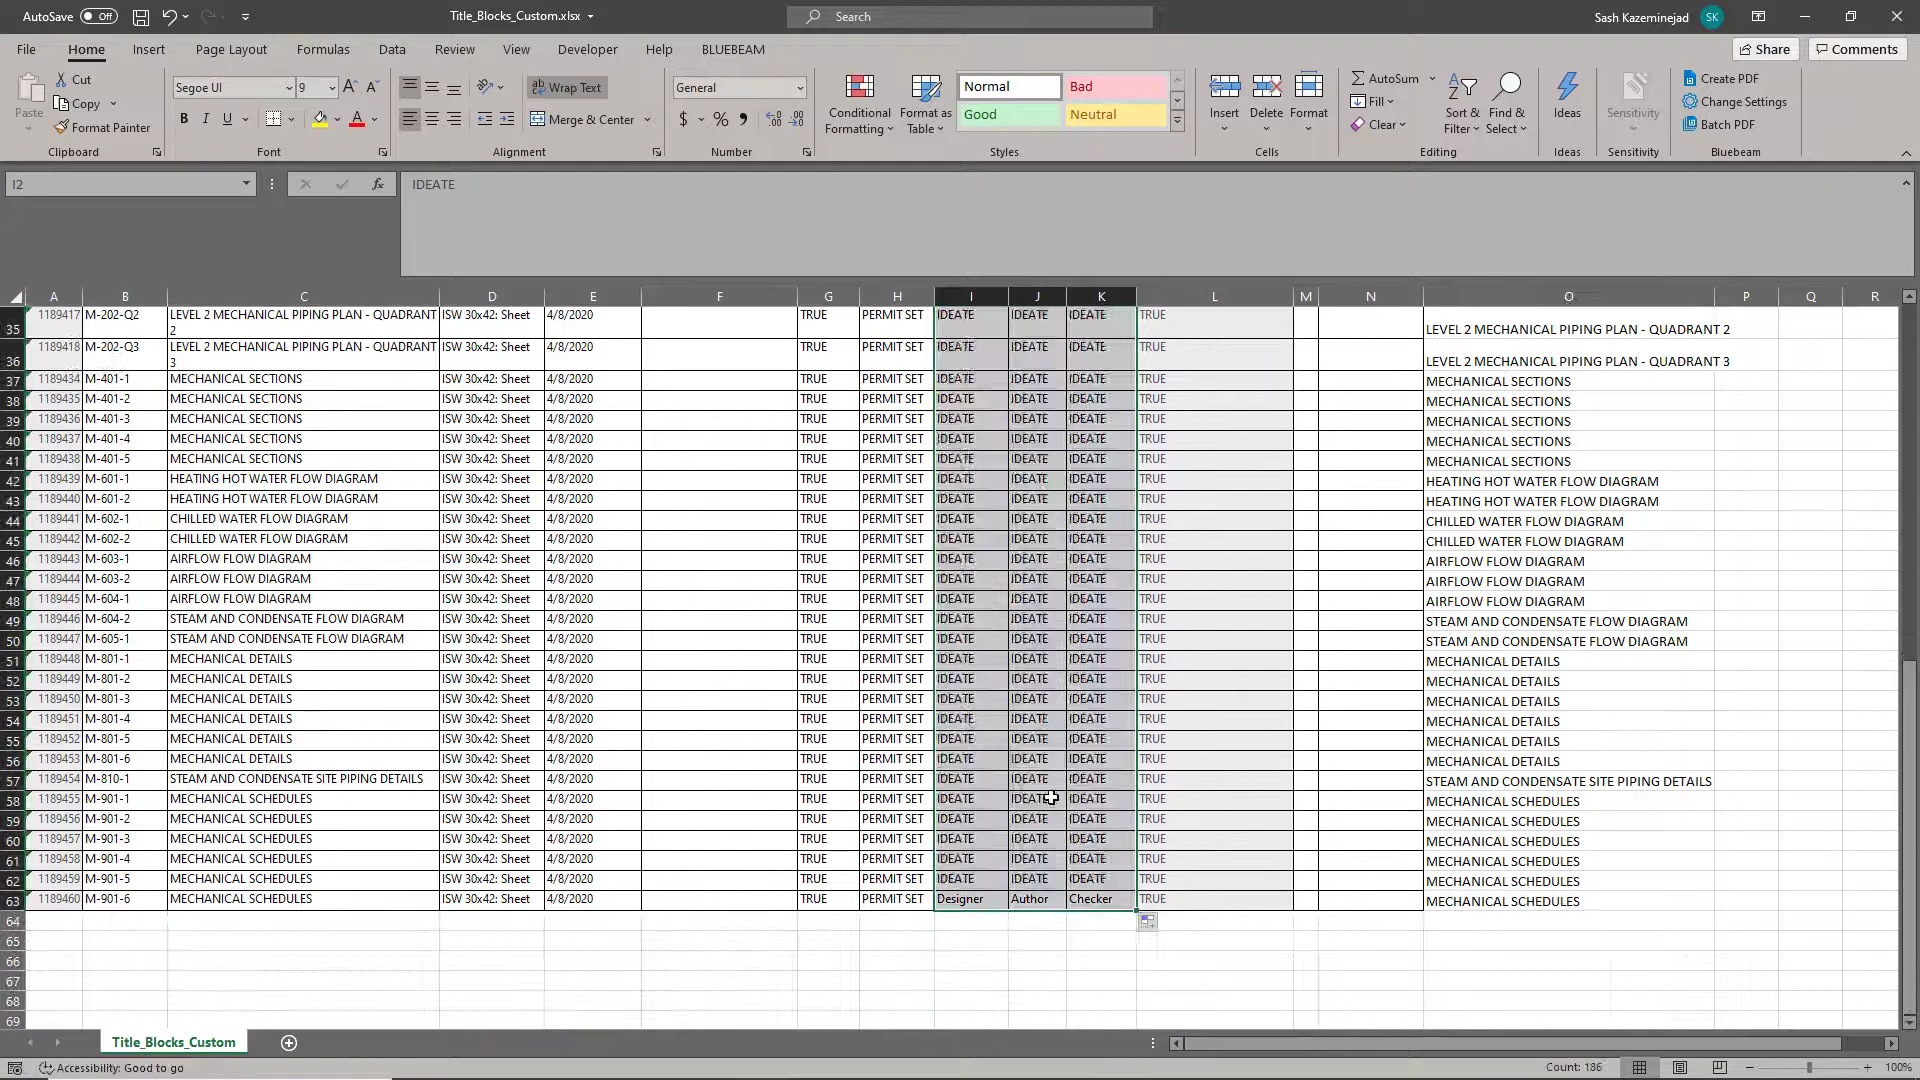 AutoSave Off Title_Blocks_Custom.xlsx Search Sash Kazeminejad SK
File Home Insert Page Layout Formulas Data Review View Developer Help BLUEBEAM Share Comments
Paste Cut Copy Format Painter
Segoe UI 9 A A B I U A
ab Wrap Text Merge & Center
General $ % 9
Conditional Formatting Format as Table Normal Bad Good Neutral
Insert Delete Format
AutoSum Fill Clear Sort & Filter Find & Select
Ideas Sensitivity
Create PDF Change Settings Batch PDF
Clipboard Font Alignment Number Styles Cells Editing Ideas Sensitivity Bluebeam
I2 fx IDEATE
A B C D E F G H I J K L M N O P Q R
35 1189417 M-202-Q2 LEVEL 2 MECHANICAL PIPING PLAN - QUADRANT 2 ISW 30x42: Sheet 4/8/2020 TRUE PERMIT SET IDEATE IDEATE IDEATE TRUE LEVEL 2 MECHANICAL PIPING PLAN - QUADRANT 2
36 1189418 M-202-Q3 LEVEL 2 MECHANICAL PIPING PLAN - QUADRANT 3 ISW 30x42: Sheet 4/8/2020 TRUE PERMIT SET IDEATE IDEATE IDEATE TRUE LEVEL 2 MECHANICAL PIPING PLAN - QUADRANT 3
37 1189434 M-401-1 MECHANICAL SECTIONS ISW 30x42: Sheet 4/8/2020 TRUE PERMIT SET IDEATE IDEATE IDEATE TRUE MECHANICAL SECTIONS
38 1189435 M-401-2 MECHANICAL SECTIONS ISW 30x42: Sheet 4/8/2020 TRUE PERMIT SET IDEATE IDEATE IDEATE TRUE MECHANICAL SECTIONS
39 1189436 M-401-3 MECHANICAL SECTIONS ISW 30x42: Sheet 4/8/2020 TRUE PERMIT SET IDEATE IDEATE IDEATE TRUE MECHANICAL SECTIONS
40 1189437 M-401-4 MECHANICAL SECTIONS ISW 30x42: Sheet 4/8/2020 TRUE PERMIT SET IDEATE IDEATE IDEATE TRUE MECHANICAL SECTIONS
41 1189438 M-401-5 MECHANICAL SECTIONS ISW 30x42: Sheet 4/8/2020 TRUE PERMIT SET IDEATE IDEATE IDEATE TRUE MECHANICAL SECTIONS
42 1189439 M-601-1 HEATING HOT WATER FLOW DIAGRAM ISW 30x42: Sheet 4/8/2020 TRUE PERMIT SET IDEATE IDEATE IDEATE TRUE HEATING HOT WATER FLOW DIAGRAM
43 1189440 M-601-2 HEATING HOT WATER FLOW DIAGRAM ISW 30x42: Sheet 4/8/2020 TRUE PERMIT SET IDEATE IDEATE IDEATE TRUE HEATING HOT WATER FLOW DIAGRAM
44 1189441 M-602-1 CHILLED WATER FLOW DIAGRAM ISW 30x42: Sheet 4/8/2020 TRUE PERMIT SET IDEATE IDEATE IDEATE TRUE CHILLED WATER FLOW DIAGRAM
45 1189442 M-602-2 CHILLED WATER FLOW DIAGRAM ISW 30x42: Sheet 4/8/2020 TRUE PERMIT SET IDEATE IDEATE IDEATE TRUE CHILLED WATER FLOW DIAGRAM
46 1189443 M-603-1 AIRFLOW FLOW DIAGRAM ISW 30x42: Sheet 4/8/2020 TRUE PERMIT SET IDEATE IDEATE IDEATE TRUE AIRFLOW FLOW DIAGRAM
47 1189444 M-603-2 AIRFLOW FLOW DIAGRAM ISW 30x42: Sheet 4/8/2020 TRUE PERMIT SET IDEATE IDEATE IDEATE TRUE AIRFLOW FLOW DIAGRAM
48 1189445 M-604-1 AIRFLOW FLOW DIAGRAM ISW 30x42: Sheet 4/8/2020 TRUE PERMIT SET IDEATE IDEATE IDEATE TRUE AIRFLOW FLOW DIAGRAM
49 1189446 M-604-2 STEAM AND CONDENSATE FLOW DIAGRAM ISW 30x42: Sheet 4/8/2020 TRUE PERMIT SET IDEATE IDEATE IDEATE TRUE STEAM AND CONDENSATE FLOW DIAGRAM
50 1189447 M-605-1 STEAM AND CONDENSATE FLOW DIAGRAM ISW 30x42: Sheet 4/8/2020 TRUE PERMIT SET IDEATE IDEATE IDEATE TRUE STEAM AND CONDENSATE FLOW DIAGRAM
51 1189448 M-801-1 MECHANICAL DETAILS ISW 30x42: Sheet 4/8/2020 TRUE PERMIT SET IDEATE IDEATE IDEATE TRUE MECHANICAL DETAILS
52 1189449 M-801-2 MECHANICAL DETAILS ISW 30x42: Sheet 4/8/2020 TRUE PERMIT SET IDEATE IDEATE IDEATE TRUE MECHANICAL DETAILS
53 1189450 M-801-3 MECHANICAL DETAILS ISW 30x42: Sheet 4/8/2020 TRUE PERMIT SET IDEATE IDEATE IDEATE TRUE MECHANICAL DETAILS
54 1189451 M-801-4 MECHANICAL DETAILS ISW 30x42: Sheet 4/8/2020 TRUE PERMIT SET IDEATE IDEATE IDEATE TRUE MECHANICAL DETAILS
55 1189452 M-801-5 MECHANICAL DETAILS ISW 30x42: Sheet 4/8/2020 TRUE PERMIT SET IDEATE IDEATE IDEATE TRUE MECHANICAL DETAILS
56 1189453 M-801-6 MECHANICAL DETAILS ISW 30x42: Sheet 4/8/2020 TRUE PERMIT SET IDEATE IDEATE IDEATE TRUE MECHANICAL DETAILS
57 1189454 M-810-1 STEAM AND CONDENSATE SITE PIPING DETAILS ISW 30x42: Sheet 4/8/2020 TRUE PERMIT SET IDEATE IDEATE IDEATE TRUE STEAM AND CONDENSATE SITE PIPING DETAILS
58 1189455 M-901-1 MECHANICAL SCHEDULES ISW 30x42: Sheet 4/8/2020 TRUE PERMIT SET IDEATE IDEATE IDEATE TRUE MECHANICAL SCHEDULES
59 1189456 M-901-2 MECHANICAL SCHEDULES ISW 30x42: Sheet 4/8/2020 TRUE PERMIT SET IDEATE IDEATE IDEATE TRUE MECHANICAL SCHEDULES
60 1189457 M-901-3 MECHANICAL SCHEDULES ISW 30x42: Sheet 4/8/2020 TRUE PERMIT SET IDEATE IDEATE IDEATE TRUE MECHANICAL SCHEDULES
61 1189458 M-901-4 MECHANICAL SCHEDULES ISW 30x42: Sheet 4/8/2020 TRUE PERMIT SET IDEATE IDEATE IDEATE TRUE MECHANICAL SCHEDULES
62 1189459 M-901-5 MECHANICAL SCHEDULES ISW 30x42: Sheet 4/8/2020 TRUE PERMIT SET IDEATE IDEATE IDEATE TRUE MECHANICAL SCHEDULES
63 1189460 M-901-6 MECHANICAL SCHEDULES ISW 30x42: Sheet 4/8/2020 TRUE PERMIT SET Designer Author Checker TRUE MECHANICAL SCHEDULES
64
65
66
67
68
69
Title_Blocks_Custom
Accessibility: Good to go Count: 186 100%